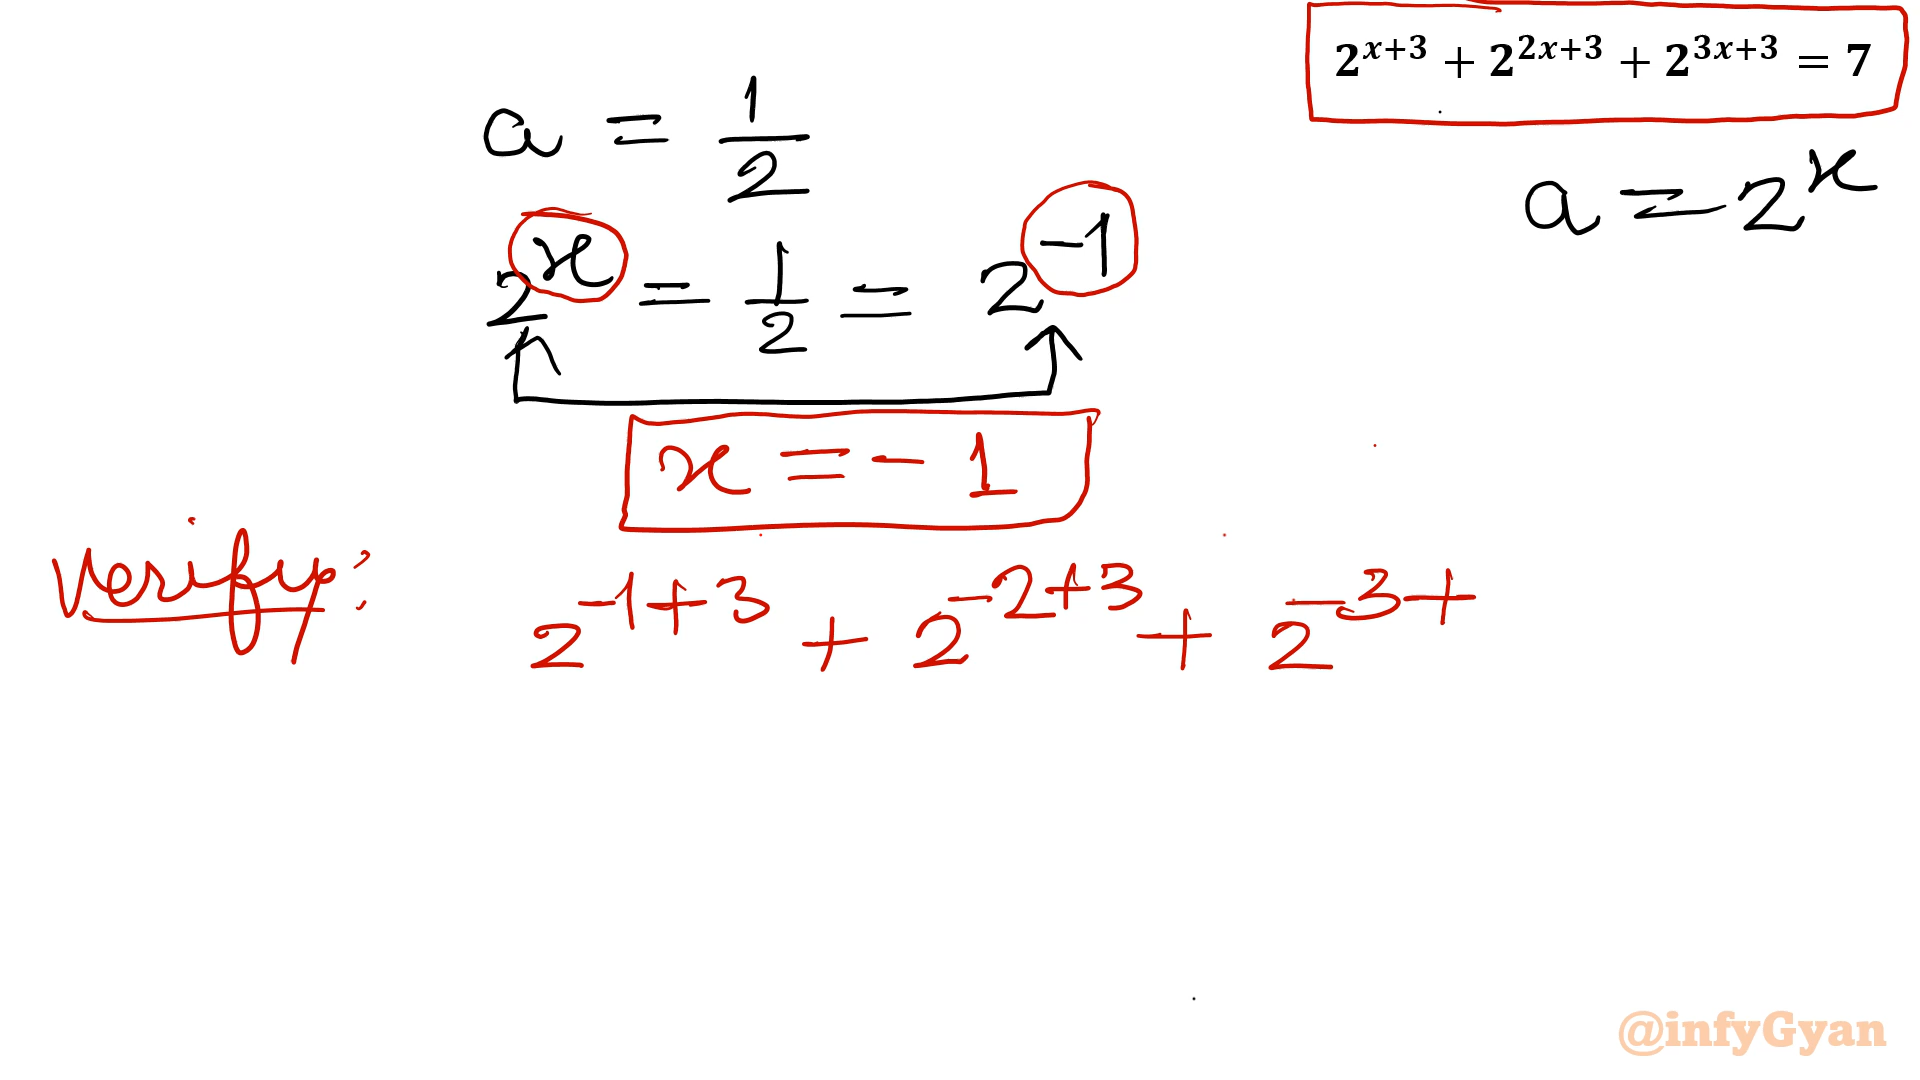 2^{x+3} + 2^{2x+3} + 2^{3x+3} = 7
a = 1/2
a = 2^x
2^x = 1/2 = 2^{-1}
x = -1
Verify:
2^{-1+3} + 2^{-2+3} + 2^{-3+
@infyGyan